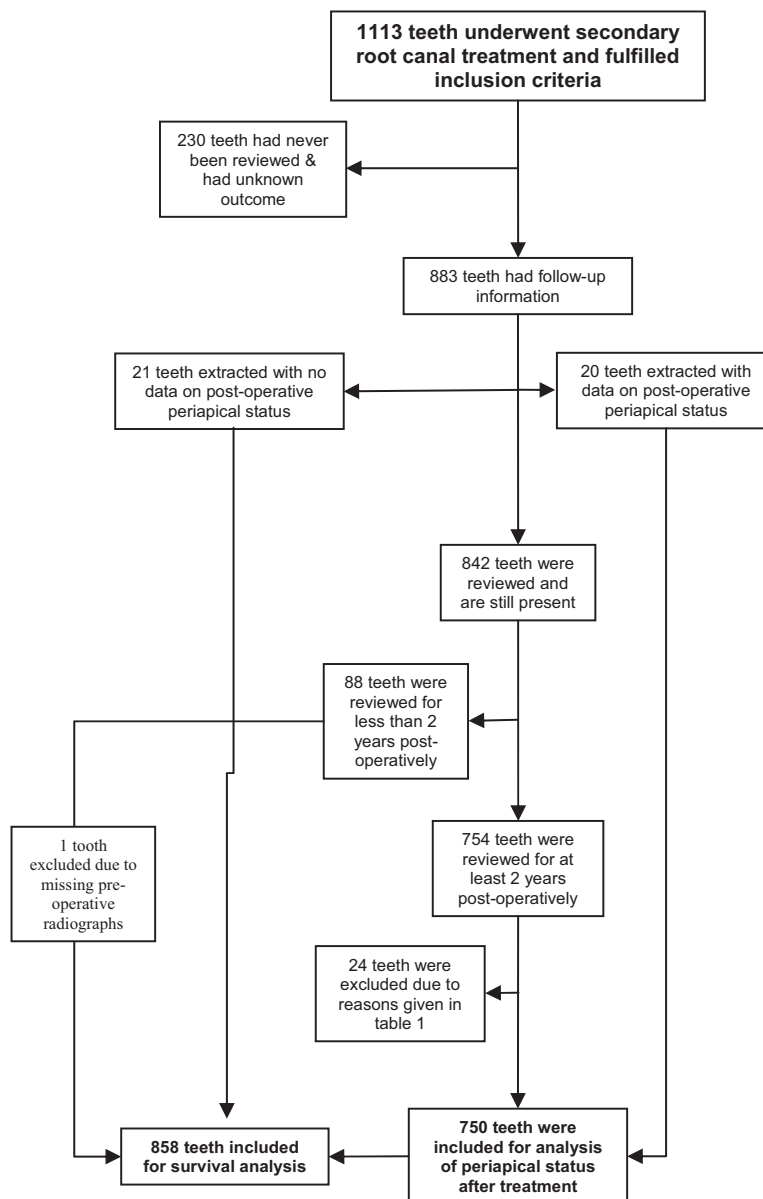 1113 teeth underwent secondary
root canal treatment and fulfilled
inclusion criteria
230 teeth had never
been reviewed &
had unknown
outcome
883 teeth had follow-up
information
21 teeth extracted with no
data on post-operative
periapical status
20 teeth extracted with
data on post-operative
periapical status
842 teeth were
reviewed and
are still present
88 teeth were
reviewed for
less than 2
years post-
operatively
1 tooth
excluded due to
missing pre-
operative
radiographs
754 teeth were
reviewed for at
least 2 years
post-operatively
24 teeth were
excluded due to
reasons given in
table 1
858 teeth included
for survival analysis
750 teeth were
included for analysis
of periapical status
after treatment